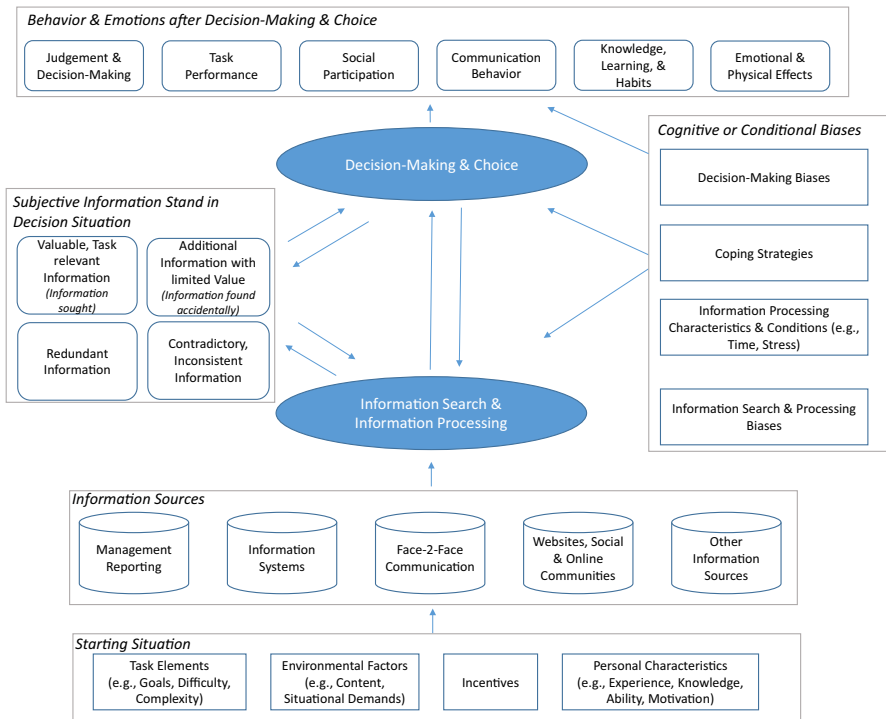 Behavior & Emotions after Decision-Making & Choice
Judgement &
Decision-Making
Task
Performance
Social
Participation
Communication
Behavior
Knowledge,
Learning, &
Habits
Emotional &
Physical Effects
Decision-Making & Choice
Cognitive or Conditional Biases
Decision-Making Biases
Coping Strategies
Information Processing
Characteristics & Conditions (e.g.,
Time, Stress)
Information Search & Processing
Biases
Subjective Information Stand in
Decision Situation
Valuable, Task
relevant
Information
(Information
sought)
Additional
Information with
limited Value
(Information found
accidentally)
Redundant
Information
Contradictory,
Inconsistent
Information
Information Search &
Information Processing
Information Sources
Management
Reporting
Information
Systems
Face-2-Face
Communication
Websites, Social
& Online
Communities
Other
Information
Sources
Starting Situation
Task Elements
(e.g., Goals, Difficulty,
Complexity)
Environmental Factors
(e.g., Content,
Situational Demands)
Incentives
Personal Characteristics
(e.g., Experience, Knowledge,
Ability, Motivation)